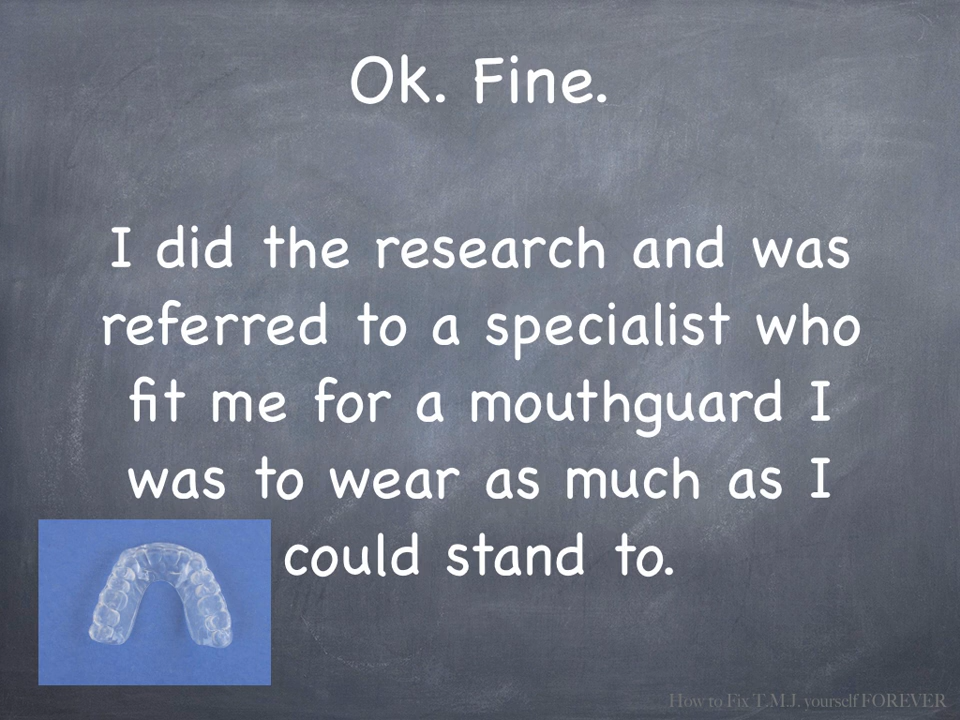 Ok. Fine.
I did the research and was
referred to a specialist who
fit me for a mouthguard I
was to wear as much as I
could stand to.
How to Fix T.M.J. yourself FOREVER